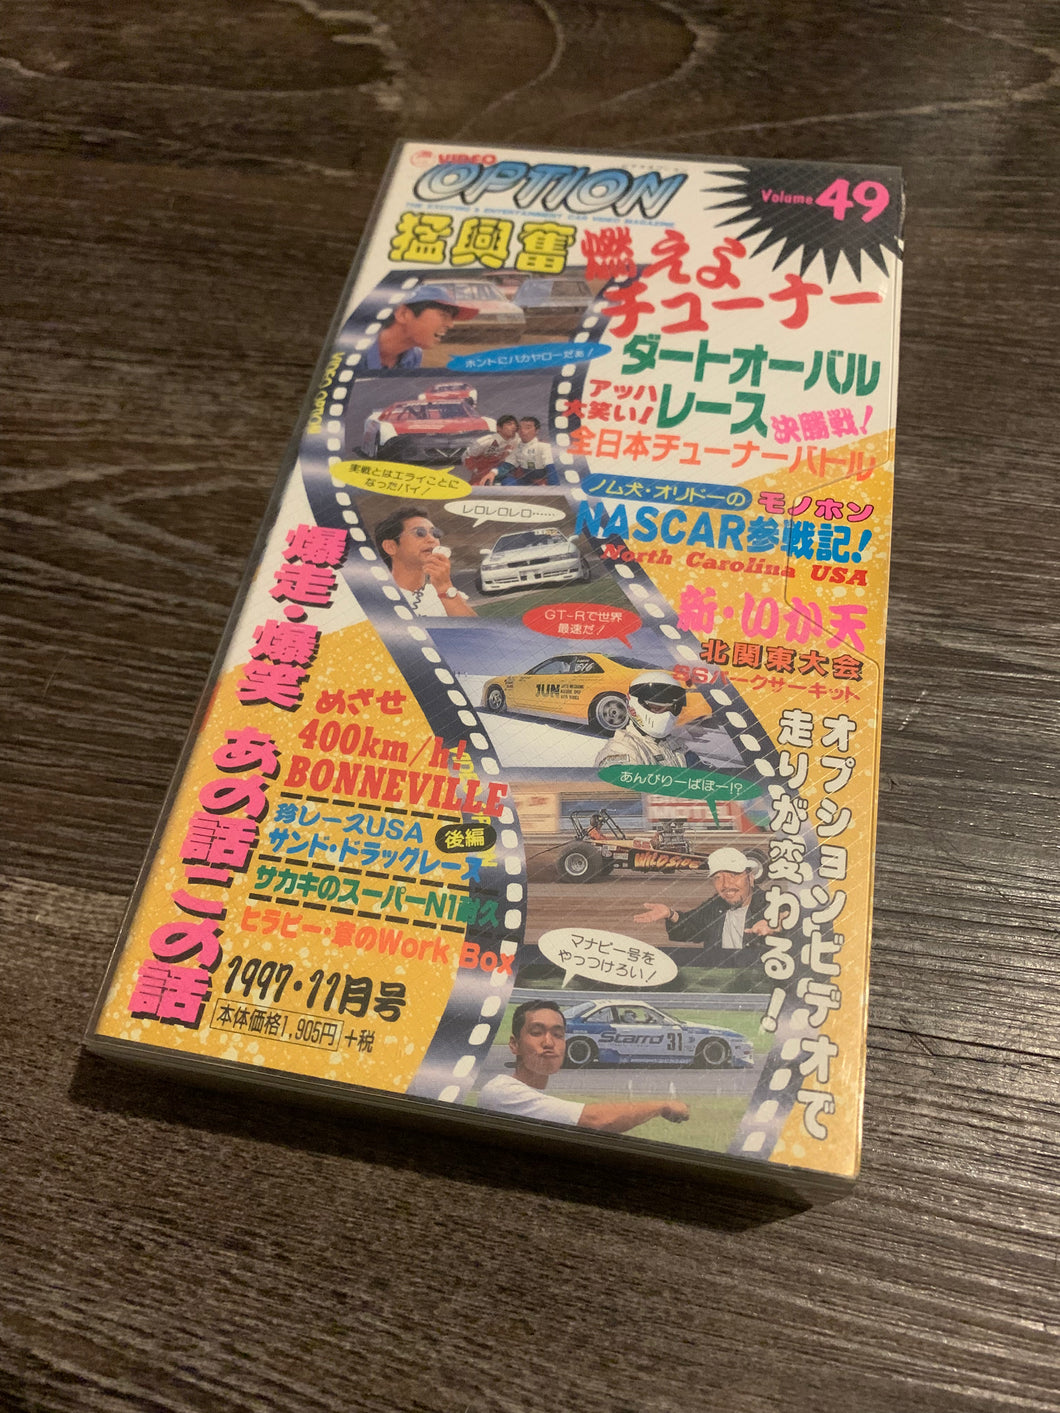 VIDEO
OPTION
THE EXCITING & ENTERTAINMENT CAR VIDEO MAGAZINE
Volume 49
猛興奮
燃えよ
チューナー
ダートオーバル
アッハ
大笑い!
レース
決勝戦!
全日本チューナーバトル
ホントにバカヤローだぁ!
実戦とはエライことに
なったバイ!
ノム犬・オリドーの
モノホン
NASCAR参戦記!
North Carolina USA
レロレロレロ……
新・いか天
北関東大会
GT-Rで世界
最速だ!
JUN
爆走・爆笑
あの話この話
めざせ
400km/h!
BONNEVILLE
珍レースUSA
サンド・ドラッグレース
後編
サカキのスーパーN1耐久
ヒラピー・章のWork Box
あんびりーばぼー!?
WILDSIDE
オプションビデオで
走りが変わる!
マナピー号を
やっつけろい!
Starrd 31
1997・11月号
本体価格1,905円+税